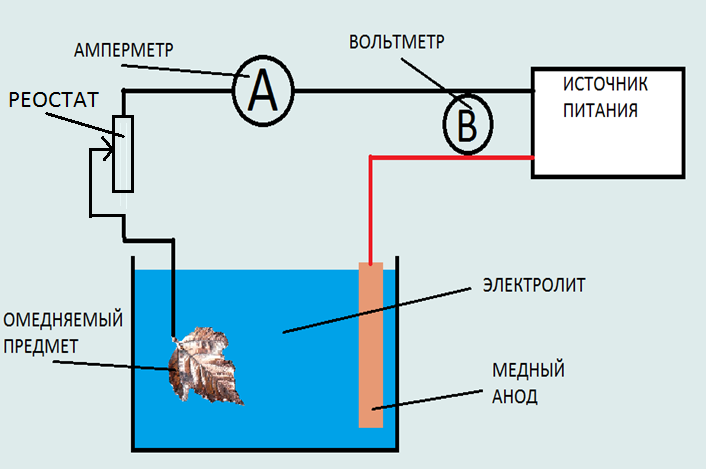 АМПЕРМЕТР
ВОЛЬТМЕТР
РЕОСТАТ
А
В
ИСТОЧНИК
ПИТАНИЯ
ЭЛЕКТРОЛИТ
ОМЕДНЯЕМЫЙ
ПРЕДМЕТ
МЕДНЫЙ
АНОД